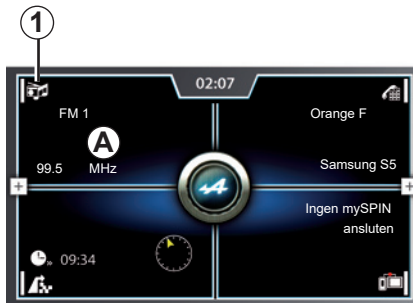 1
02:07
FM 1
Orange F
A
99.5 MHz
Samsung S5
Ingen mySPIN
ansluten
09:34